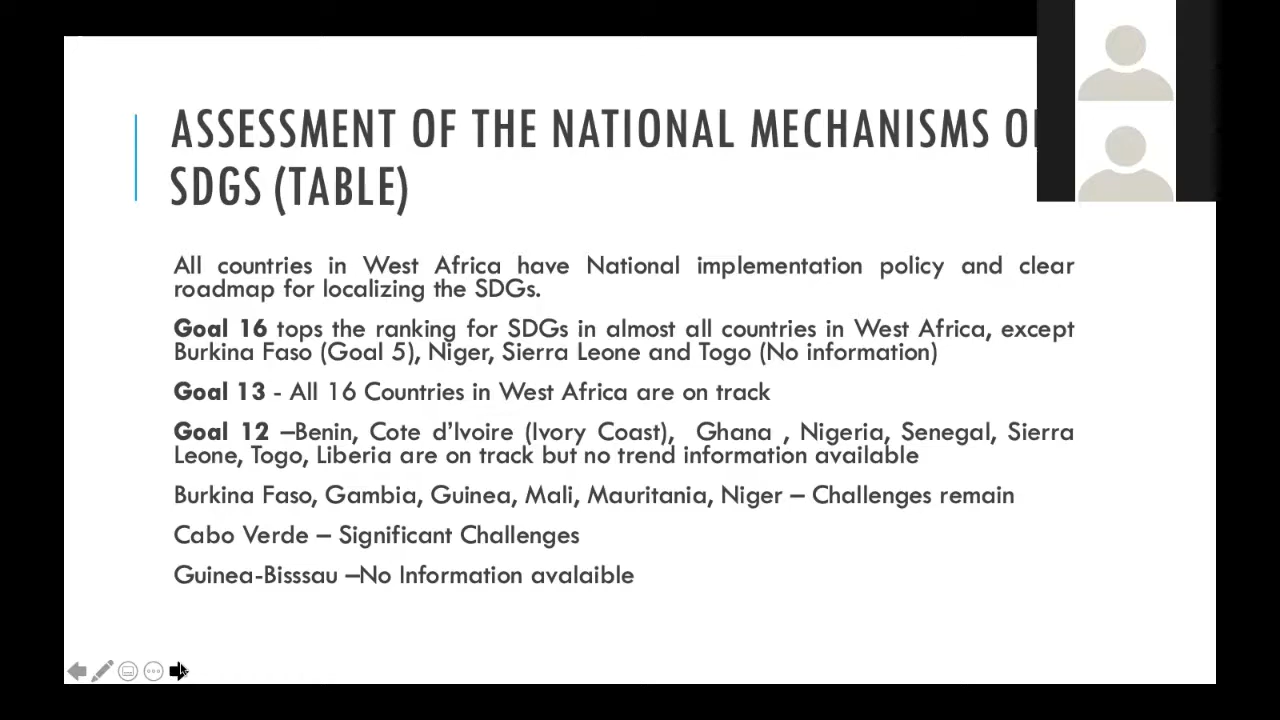 ASSESSMENT OF THE NATIONAL MECHANISMS
SDGS (TABLE)
All countries in West Africa have National implementation policy and clear
roadmap for localizing the SDGs.
Goal 16 tops the ranking for SDGs in almost all countries in West Africa, except
Burkina Faso (Goal 5), Niger, Sierra Leone and Togo (No information)
Goal 13 - All 16 Countries in West Africa are on track
Goal 12 –Benin, Cote d'Ivoire (Ivory Coast), Ghana , Nigeria, Senegal, Sierra
Leone, Togo, Liberia are on track but no trend information available
Burkina Faso, Gambia, Guinea, Mali, Mauritania, Niger – Challenges remain
Cabo Verde – Significant Challenges
Guinea-Bisssau –No Information avalaible